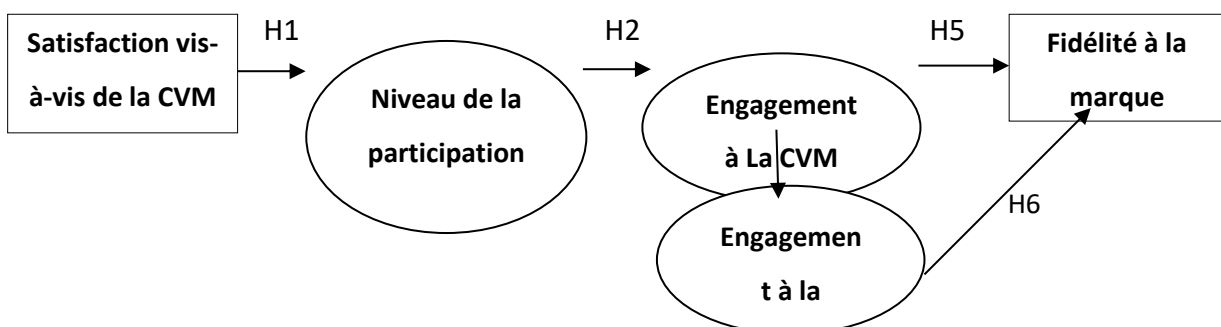 H1
H2
H5
Satisfaction vis-
à-vis de la CVM
Niveau de la
participation
Engagement
à La CVM
Fidélité à la
marque
Engagemen
t à la
H6